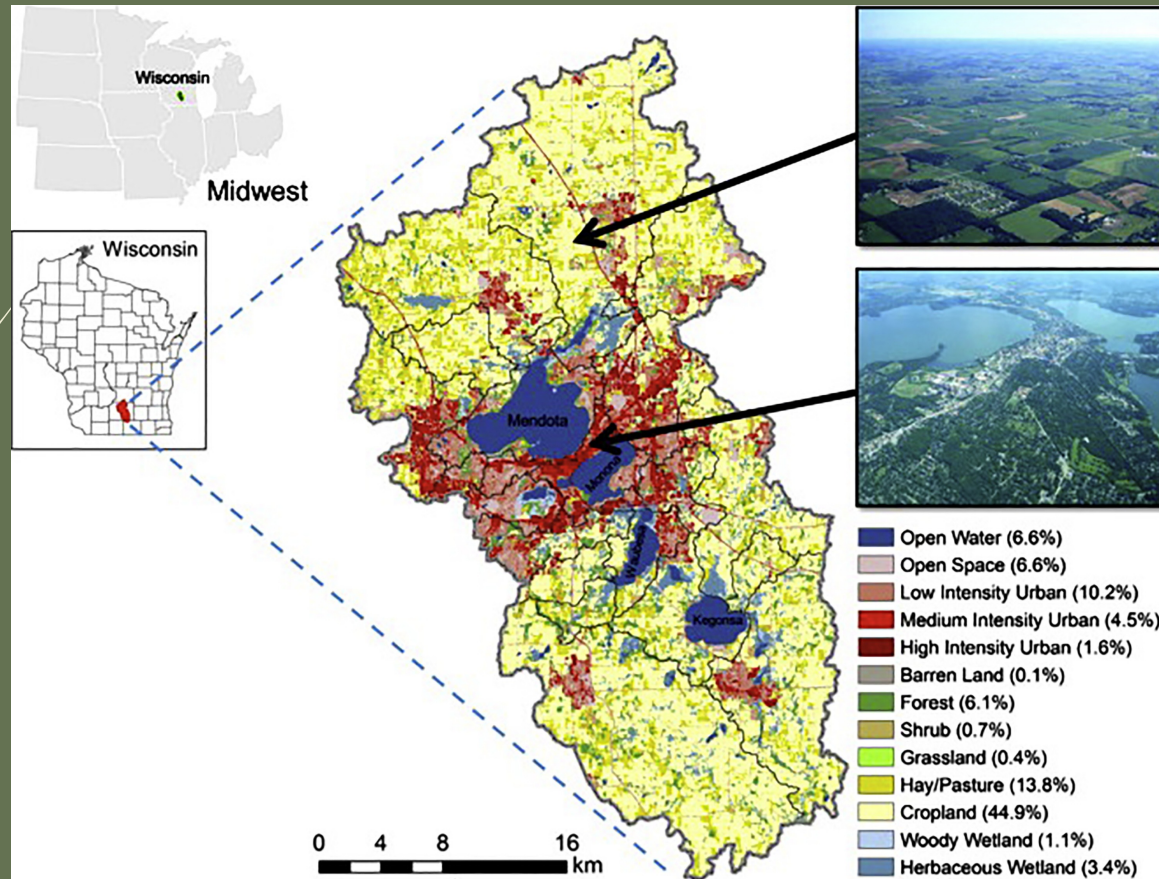 Wisconsin
Midwest
Wisconsin
Mendota
Monona
Waubesa
Kegonsa
0 4 8 16
km
Open Water (6.6%)
Open Space (6.6%)
Low Intensity Urban (10.2%)
Medium Intensity Urban (4.5%)
High Intensity Urban (1.6%)
Barren Land (0.1%)
Forest (6.1%)
Shrub (0.7%)
Grassland (0.4%)
Hay/Pasture (13.8%)
Cropland (44.9%)
Woody Wetland (1.1%)
Herbaceous Wetland (3.4%)